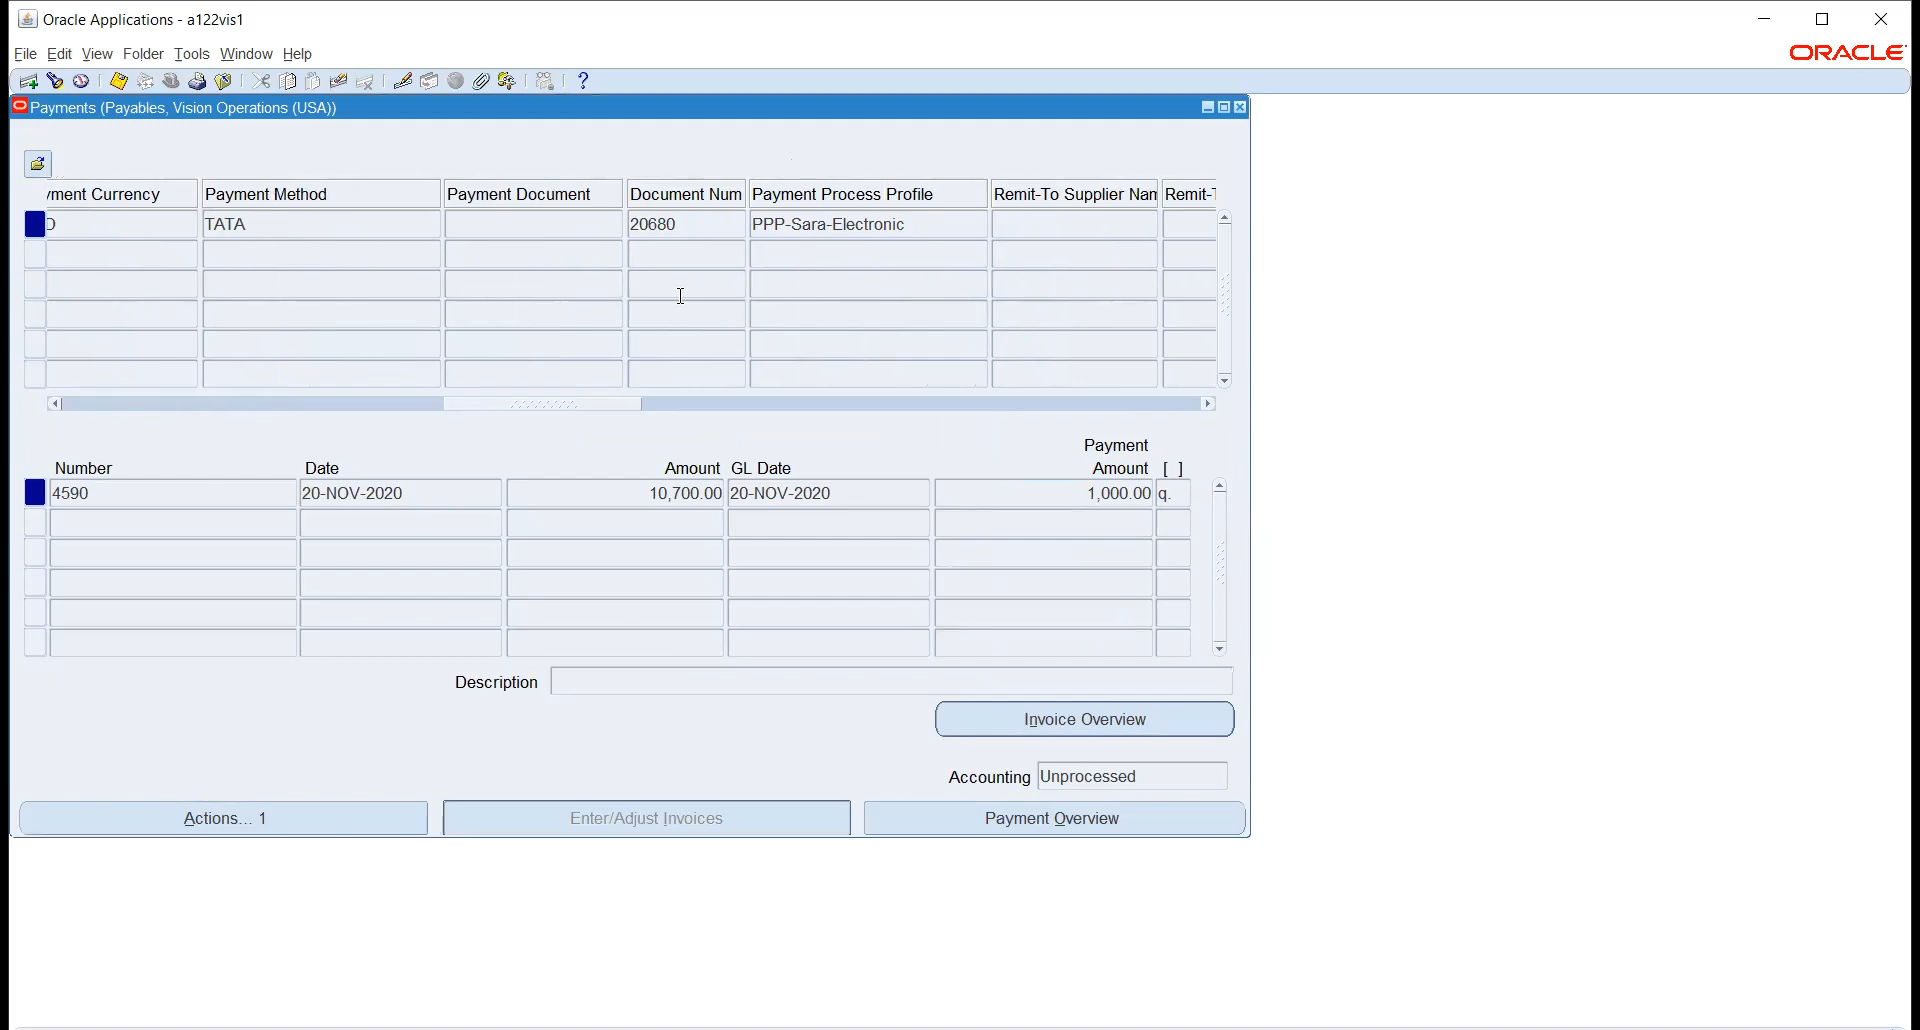 Oracle Applications - a122vis1
File Edit View Folder Tools Window Help
ORACLE
Payments (Payables, Vision Operations (USA))
yment Currency Payment Method Payment Document Document Num Payment Process Profile Remit-To Supplier Nam Remit-T
D TATA 20680 PPP-Sara-Electronic
Payment
Number Date Amount GL Date Amount [ ]
4590 20-NOV-2020 10,700.00 20-NOV-2020 1,000.00 q.
Description
Invoice Overview
Accounting Unprocessed
Actions... 1 Enter/Adjust Invoices Payment Overview